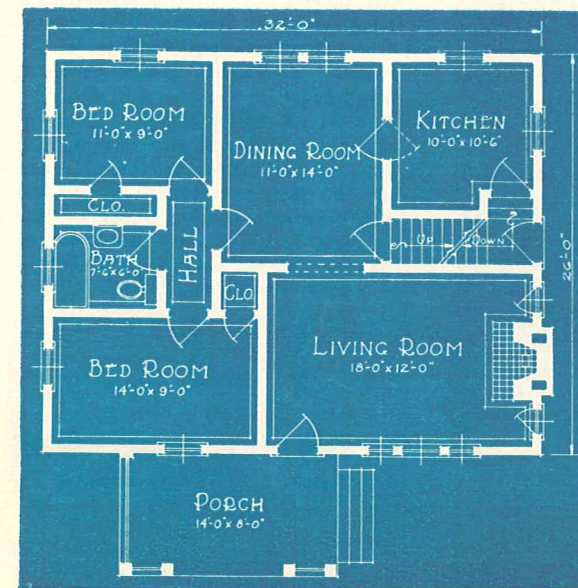 32'-0"
BED ROOM
11'-0" x 9'-0"
DINING ROOM
11'-0" x 14'-0"
KITCHEN
10'-0" x 10'-6"
CLO.
BATH
7'-6" x 6'-0"
HALL
CLO.
UP
DOWN
26'-0"
BED ROOM
14'-0" x 9'-0"
LIVING ROOM
18'-0" x 12'-0"
PORCH
14'-0" x 8'-0"